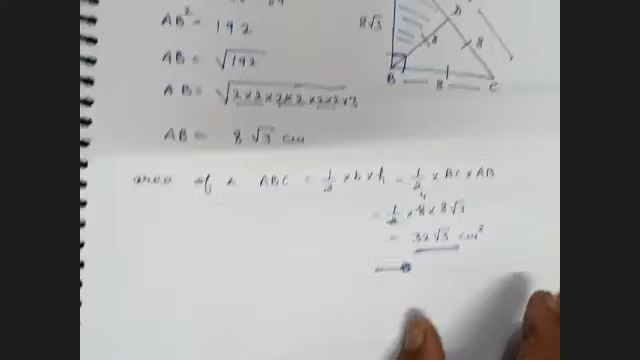 AB² = 192
AB = √192
AB = √2×2×2×2×2×2×3
AB = 8√3 cm
8√3
D
8
8
B
8
C
area of △ ABC = 1/2 × b × h = 1/2 × BC × AB
4
= 1/2 × 8 × 8√3
= 32√3 cm²